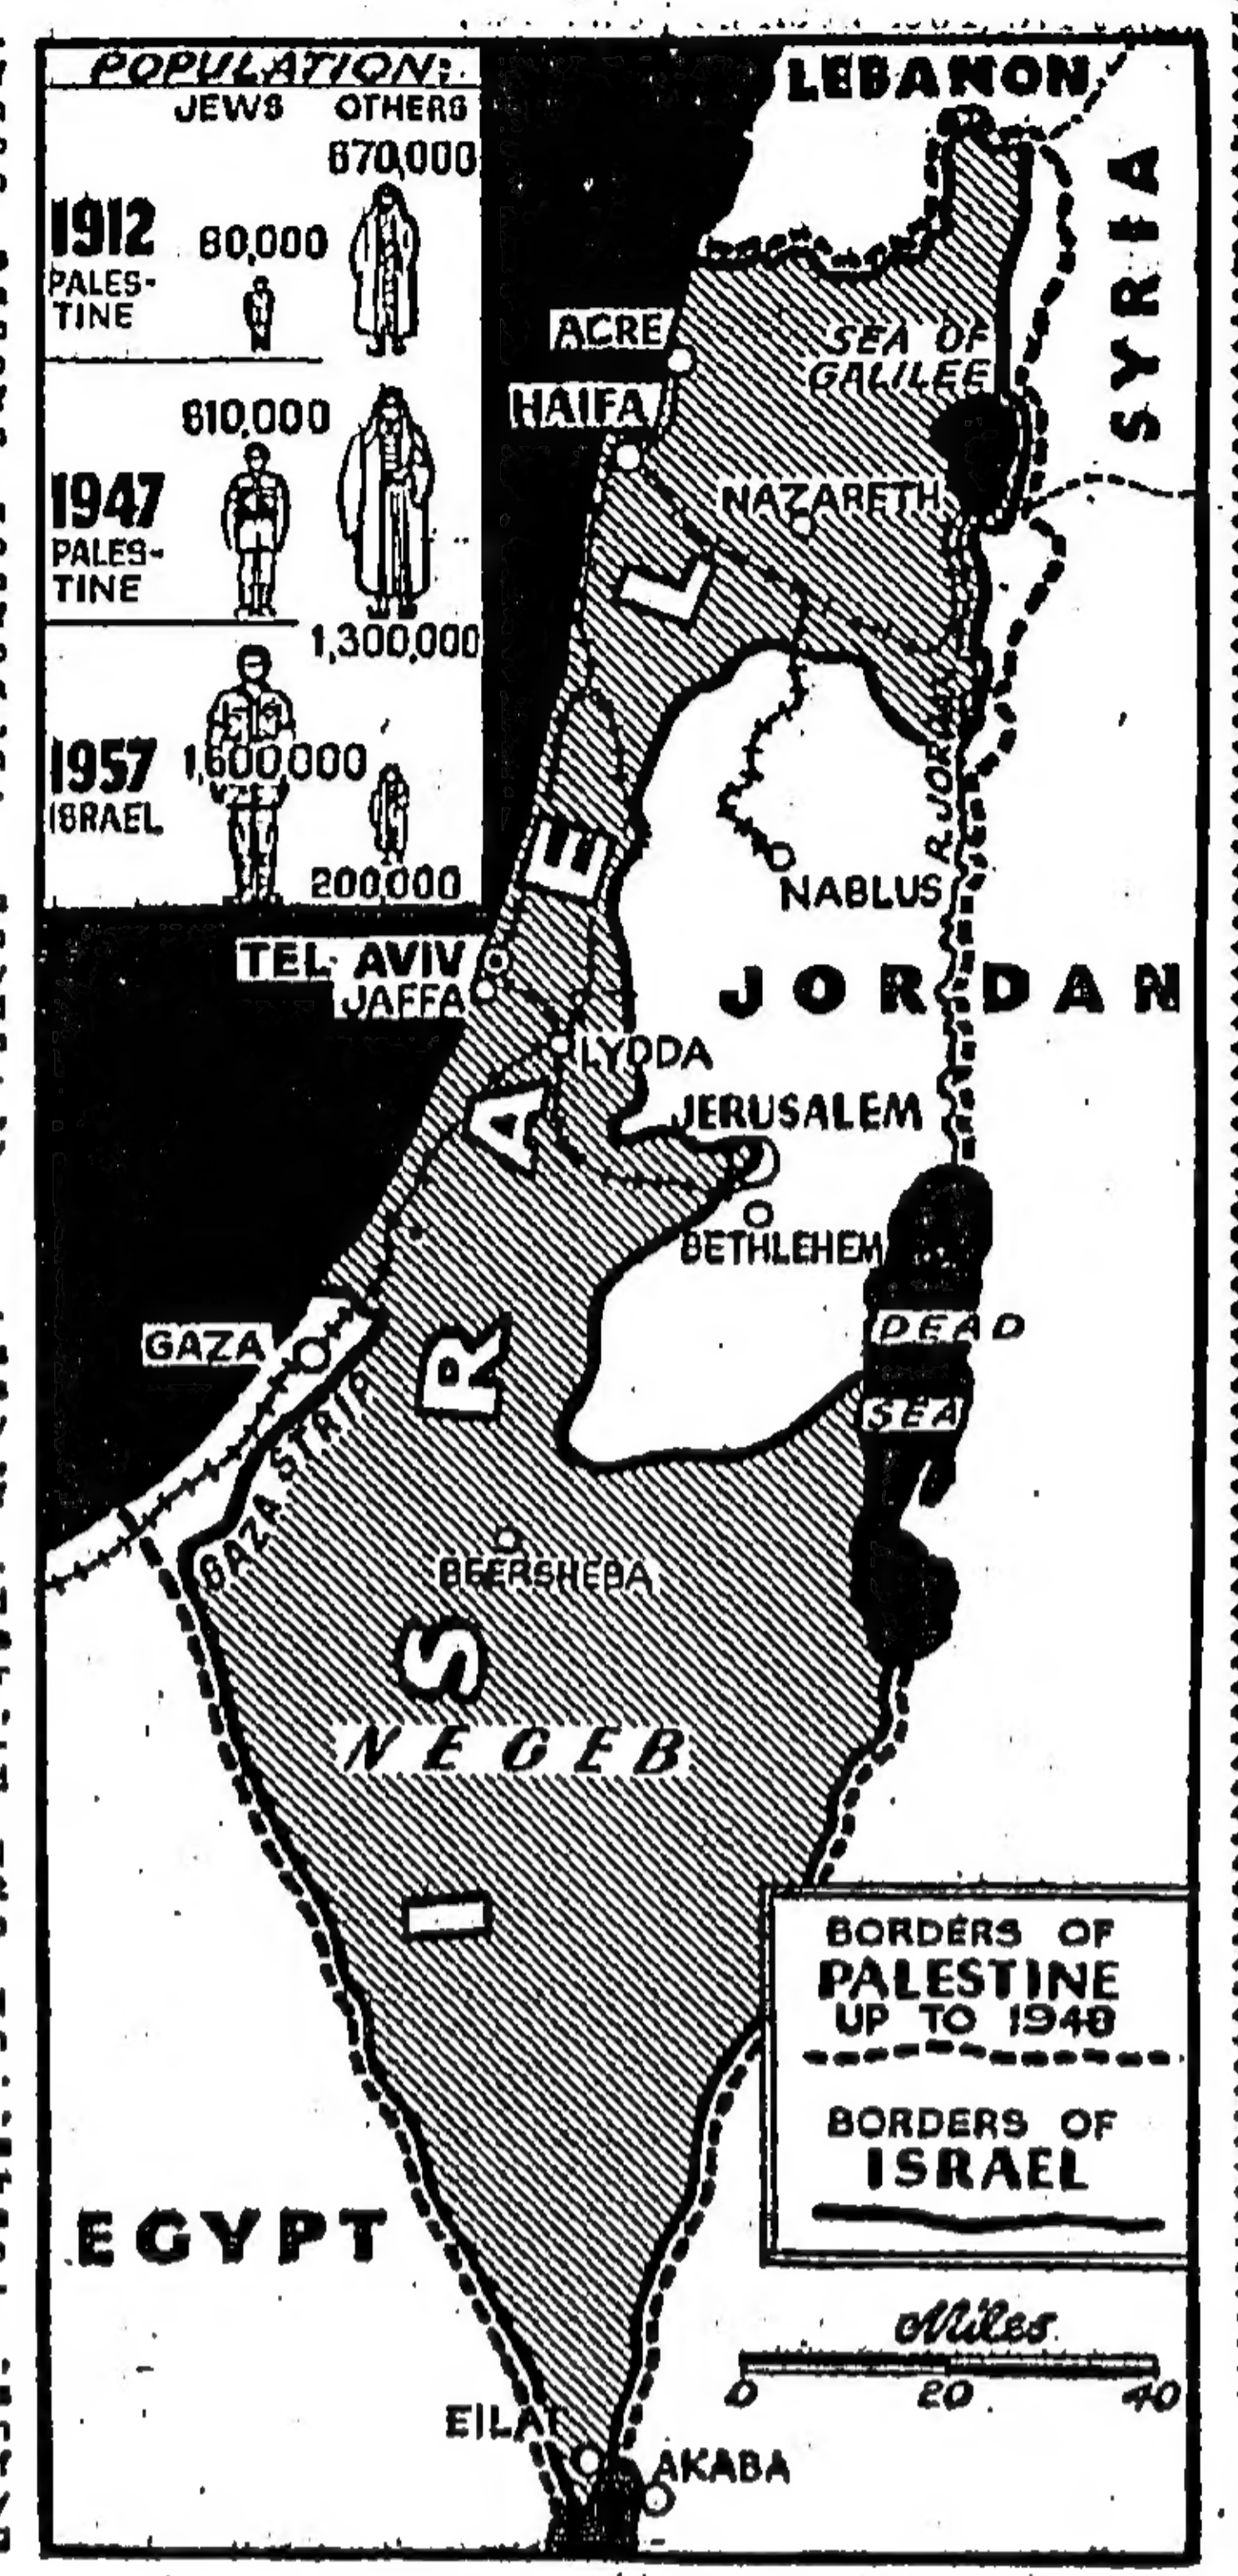 POPULATION:
JEWS OTHERS
670,000
1912
80,000
PALES-
TINE
610,000
1947
PALES-
TINE
1,300,000
1957
1,600,000
ISRAEL
200,000
LEBANON
SYRIA
ACRE
SEA OF
GALILEE
HAIFA
NAZARETH
R. JORDAN
NABLUS
TEL AVIV
JAFFA
JORDAN
LYDDA
JERUSALEM
BETHLEHEM
GAZA
DEAD
SEA
GAZA STRIP
BEERSHEBA
NEGEB
ISRAEL
BORDERS OF
PALESTINE
UP TO 1948
BORDERS OF
ISRAEL
EGYPT
Miles
0 20 40
EILAT
AKABA